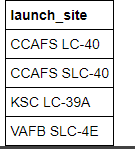 launch_site
CCAFS LC-40
CCAFS SLC-40
KSC LC-39A
VAFB SLC-4E